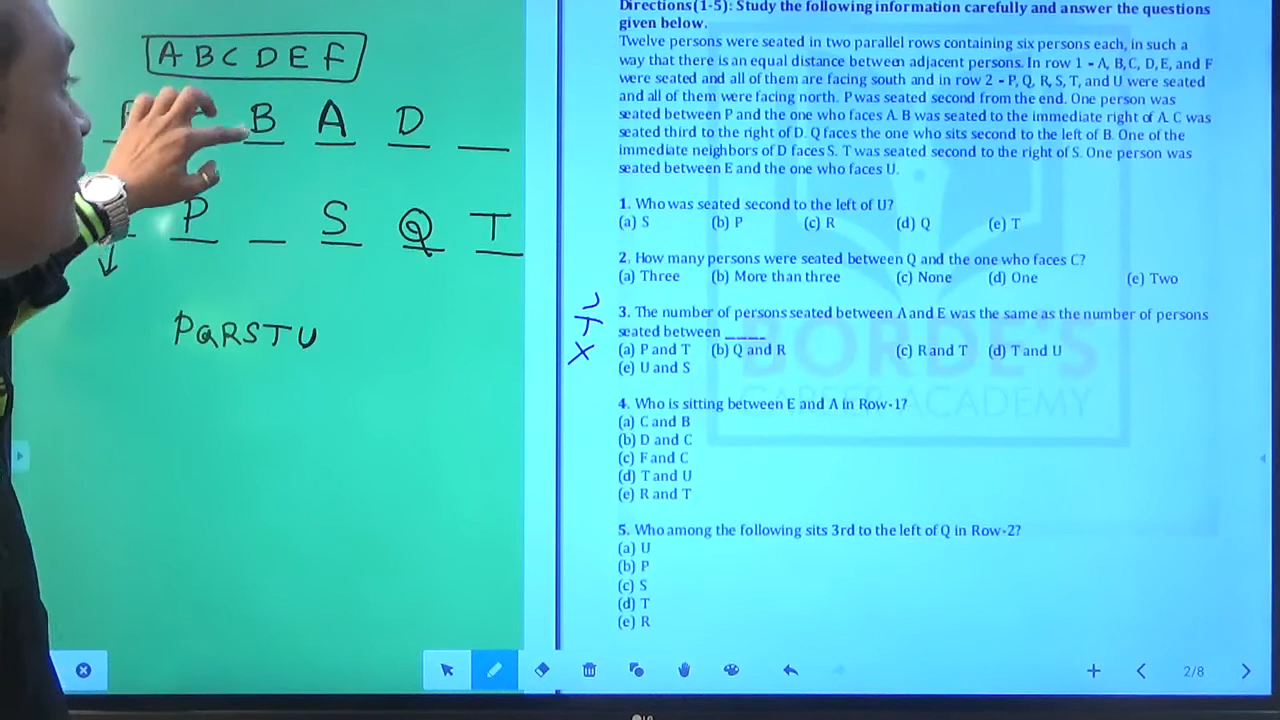 A B C D E F
B A D
P S Q T
PQRSTU
Directions(1-5): Study the following information carefully and answer the questions
given below.
Twelve persons were seated in two parallel rows containing six persons each, in such a
way that there is an equal distance between adjacent persons. In row 1 - A, B, C, D, E, and F
were seated and all of them are facing south and in row 2 - P, Q, R, S, T, and U were seated
and all of them were facing north. P was seated second from the end. One person was
seated between P and the one who faces A. B was seated to the immediate right of A. C was
seated third to the right of D. Q faces the one who sits second to the left of B. One of the
immediate neighbors of D faces S. T was seated second to the right of S. One person was
seated between E and the one who faces U.
1. Who was seated second to the left of U?
(a) S (b) P (c) R (d) Q (e) T
2. How many persons were seated between Q and the one who faces C?
(a) Three (b) More than three (c) None (d) One (e) Two
3. The number of persons seated between A and E was the same as the number of persons
seated between ____
(a) P and T (b) Q and R (c) R and T (d) T and U
(e) U and S
4. Who is sitting between E and A in Row-1?
(a) C and B
(b) D and C
(c) F and C
(d) T and U
(e) R and T
5. Who among the following sits 3rd to the left of Q in Row-2?
(a) U
(b) P
(c) S
(d) T
(e) R
BORDE'S
CAREER ACADEMY
2/8
LG